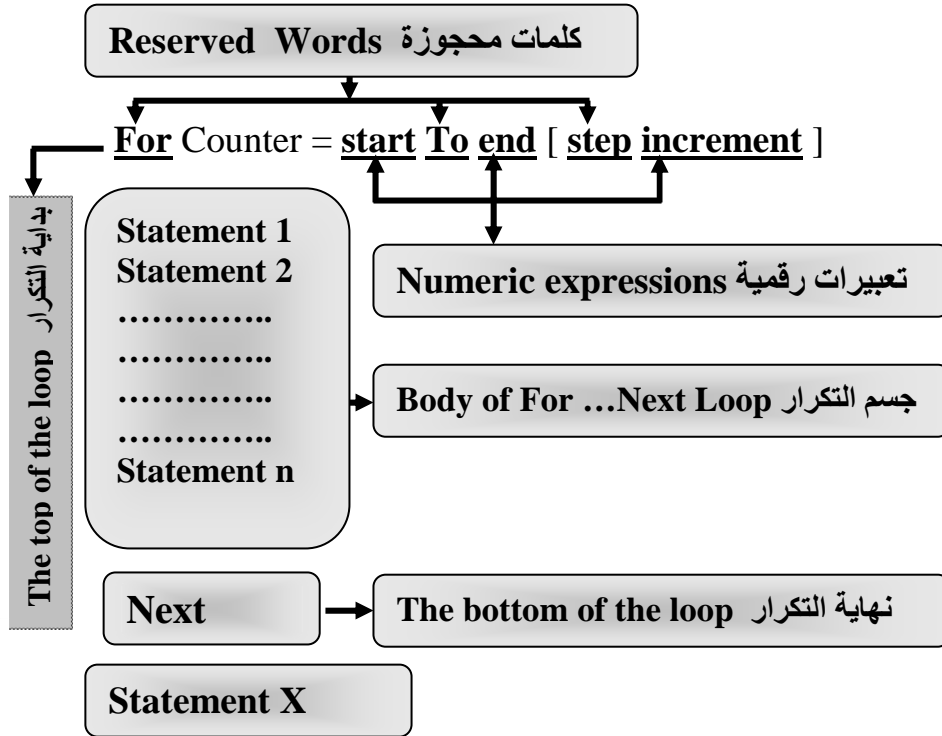 Reserved Words كلمات محجوزة
For Counter = start To end [ step increment ]
The top of the loop بداية التكرار
Statement 1
Statement 2
…………..
…………..
…………..
…………..
Statement n
Numeric expressions تعبيرات رقمية
Body of For …Next Loop جسم التكرار
Next
The bottom of the loop نهاية التكرار
Statement X